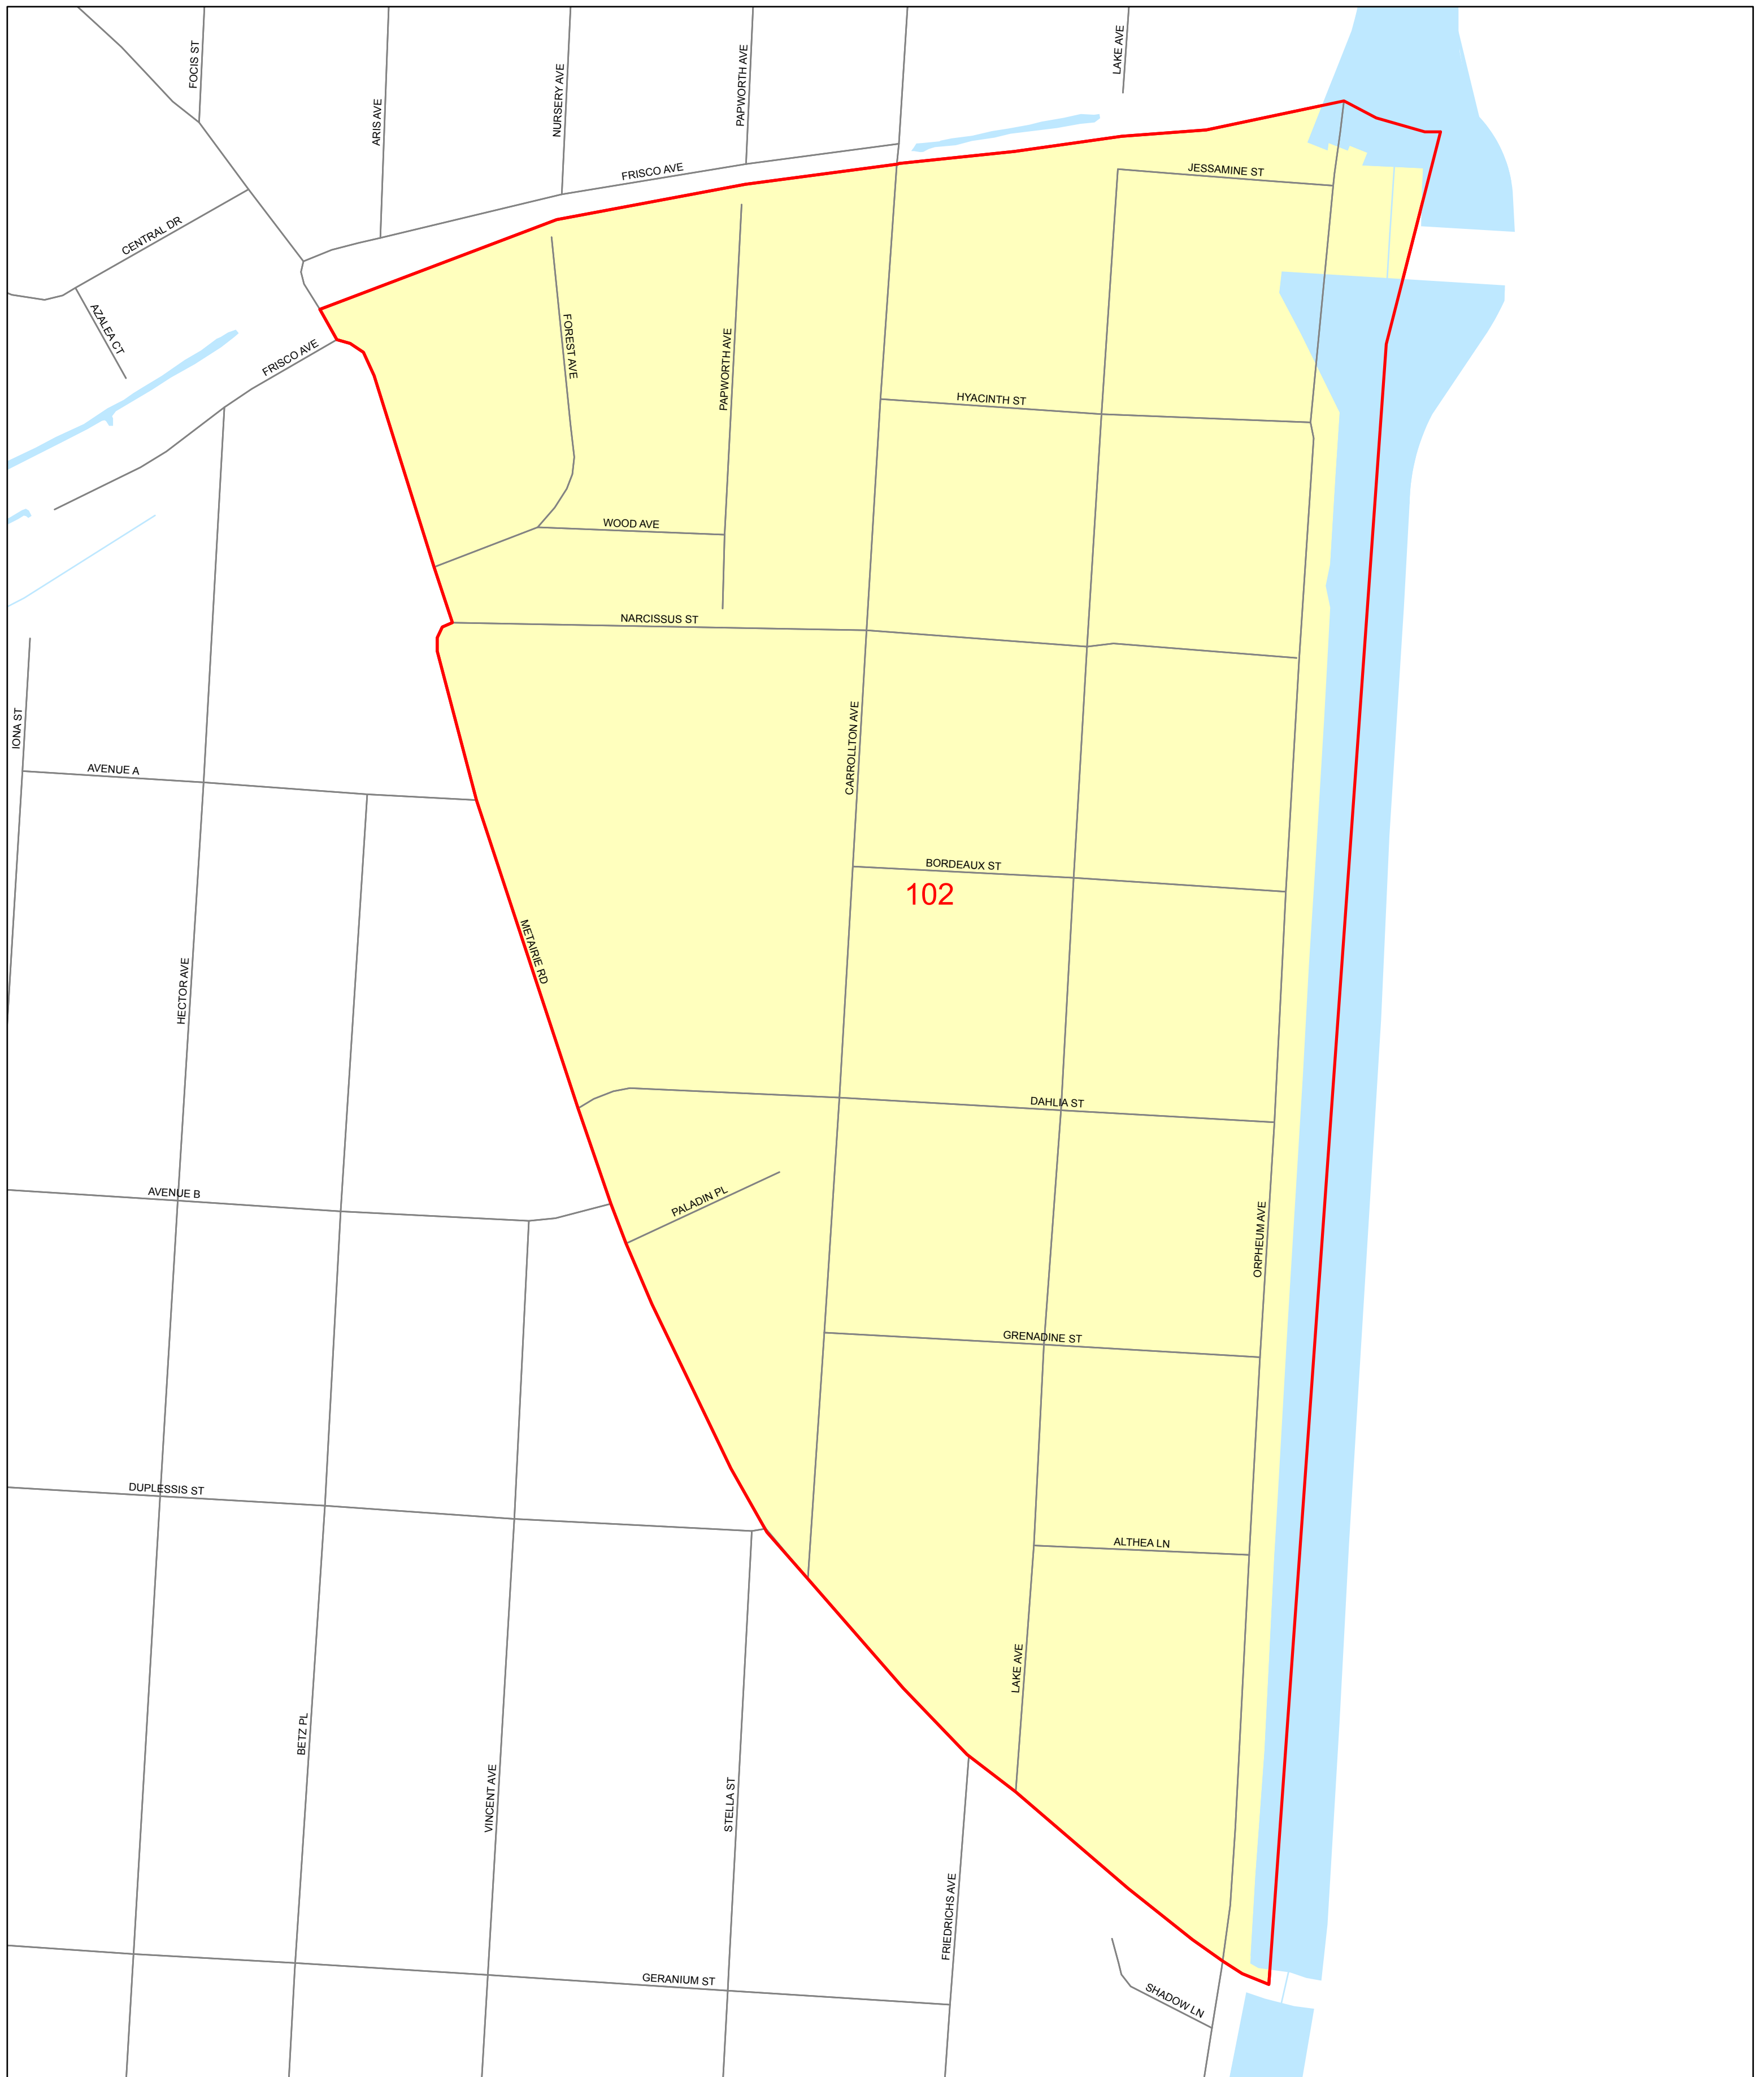 FOCIS ST
ARIS AVE
NURSERY AVE
PAPWORTH AVE
LAKE AVE
FRISCO AVE
JESSAMINE ST
CENTRAL DR
AZALEA CT
FRISCO AVE
FOREST AVE
PAPWORTH AVE
HYACINTH ST
WOOD AVE
NARCISSUS ST
IONA ST
CARROLLTON AVE
AVENUE A
BORDEAUX ST
102
METAIRIE RD
HECTOR AVE
DAHLIA ST
AVENUE B
PALADIN PL
ORPHEUM AVE
GRENADINE ST
DUPLESSIS ST
ALTHEA LN
LAKE AVE
BETZ PL
VINCENT AVE
STELLA ST
FRIEDRICHS AVE
GERANIUM ST
SHADOW LN